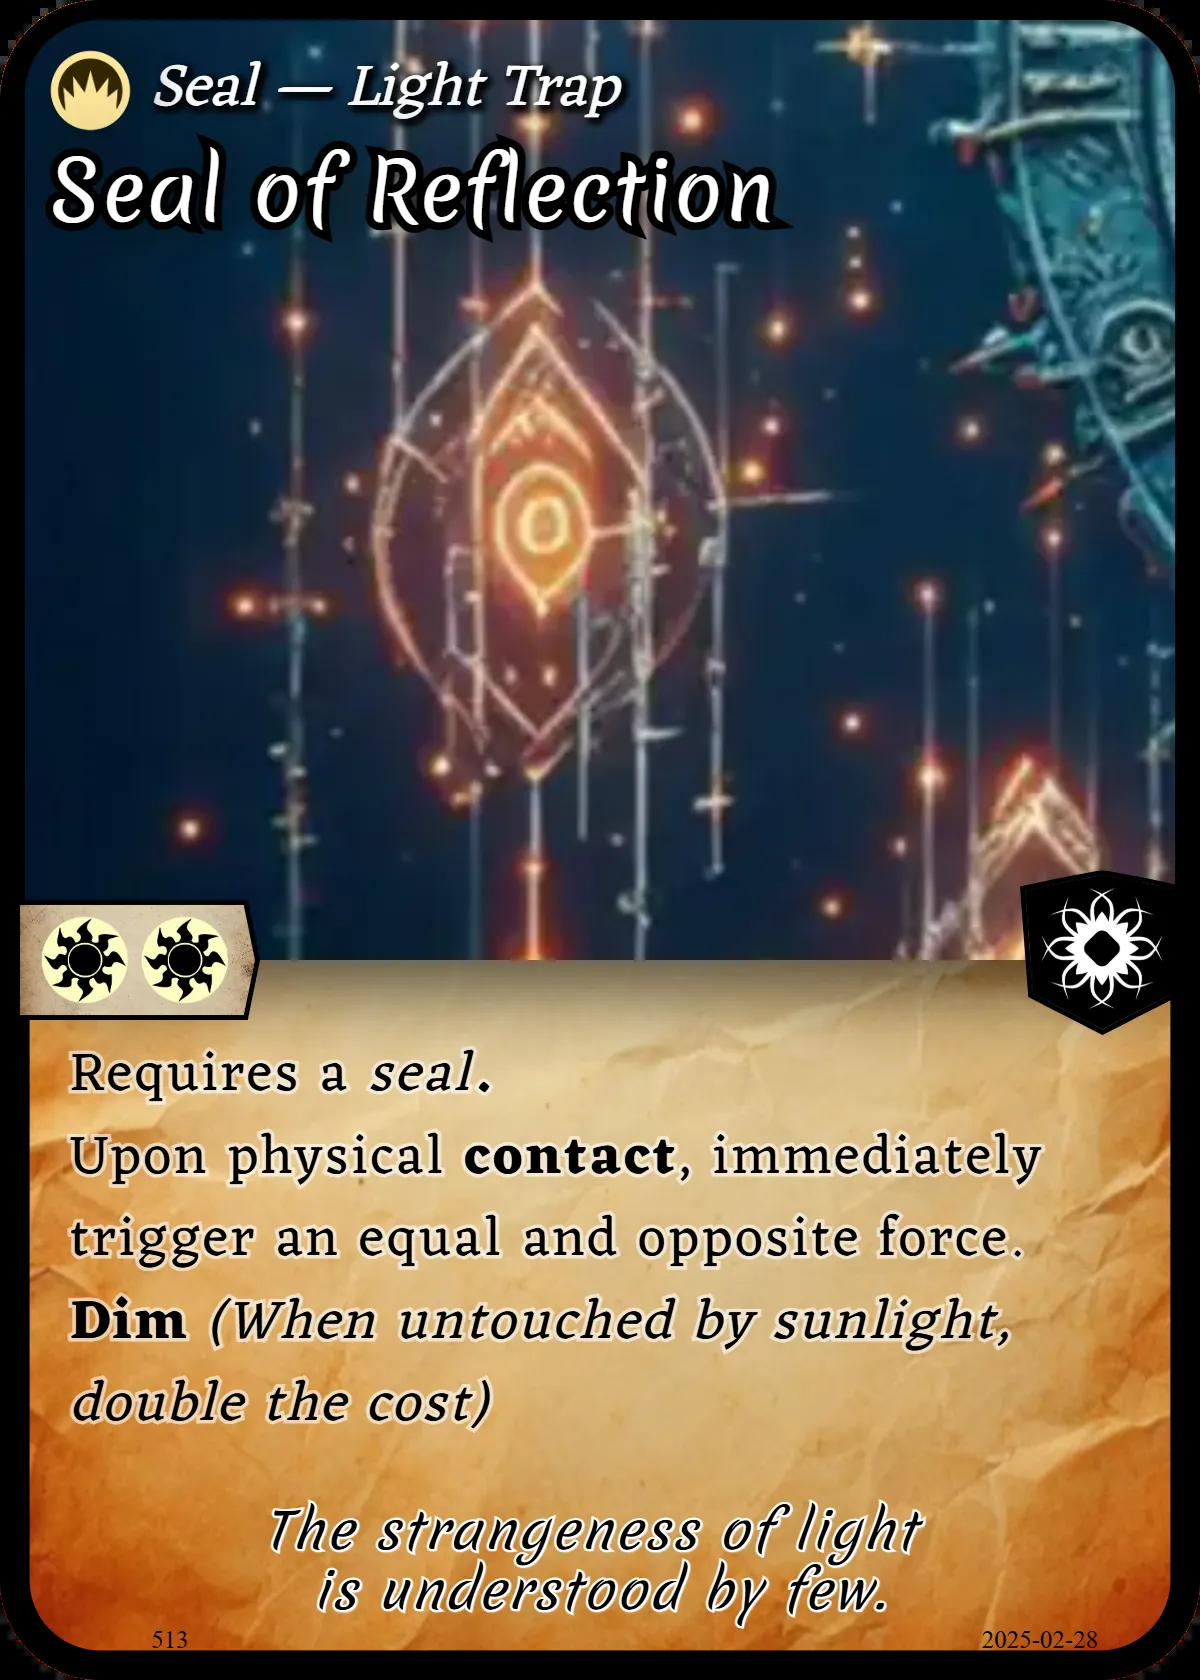 Seal — Light Trap
Seal of Reflection
Requires a seal.
Upon physical contact, immediately
trigger an equal and opposite force.
Dim (When untouched by sunlight,
double the cost)
The strangeness of light
is understood by few.
513
2025-02-28